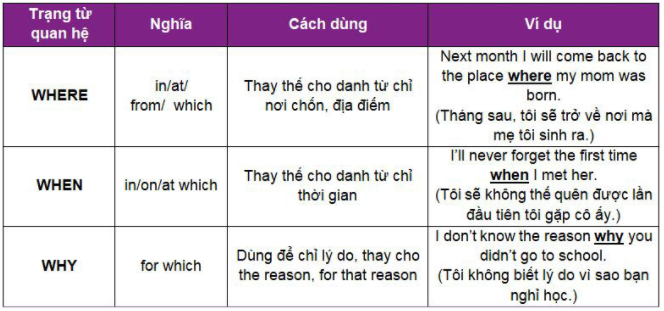 Trạng từ
quan hệ
Nghĩa
Cách dùng
Ví dụ
WHERE
in/at/
from/ which
Thay thế cho danh từ chỉ
nơi chốn, địa điểm
Next month I will come back to
the place where my mom was
born.
(Tháng sau, tôi sẽ trở về nơi mà
mẹ tôi sinh ra.)
WHEN
in/on/at which
Thay thế cho danh từ chỉ
thời gian
I’ll never forget the first time
when I met her.
(Tôi sẽ không thể quên được lần
đầu tiên tôi gặp cô ấy.)
WHY
for which
Dùng để chỉ lý do, thay cho
the reason, for that reason
I don’t know the reason why you
didn’t go to school.
(Tôi không biết lý do vì sao bạn
nghỉ học.)